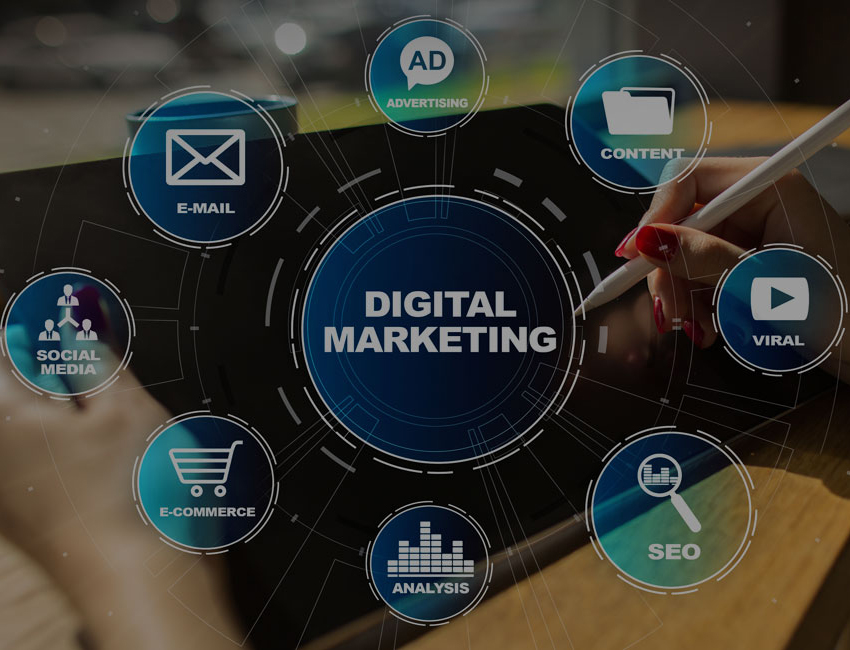 AD
ADVERTISING
CONTENT
E-MAIL
DIGITAL
MARKETING
SOCIAL
MEDIA
VIRAL
E-COMMERCE
SEO
ANALYSIS